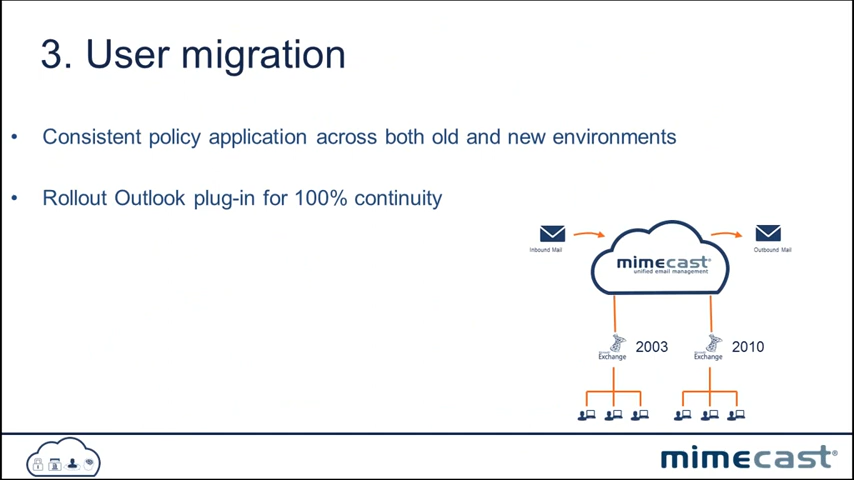 3. User migration
• Consistent policy application across both old and new environments
• Rollout Outlook plug-in for 100% continuity
Inbound Mail
Outbound Mail
mimecast®
unified email management
Exchange 2003
Exchange 2010
mimecast®